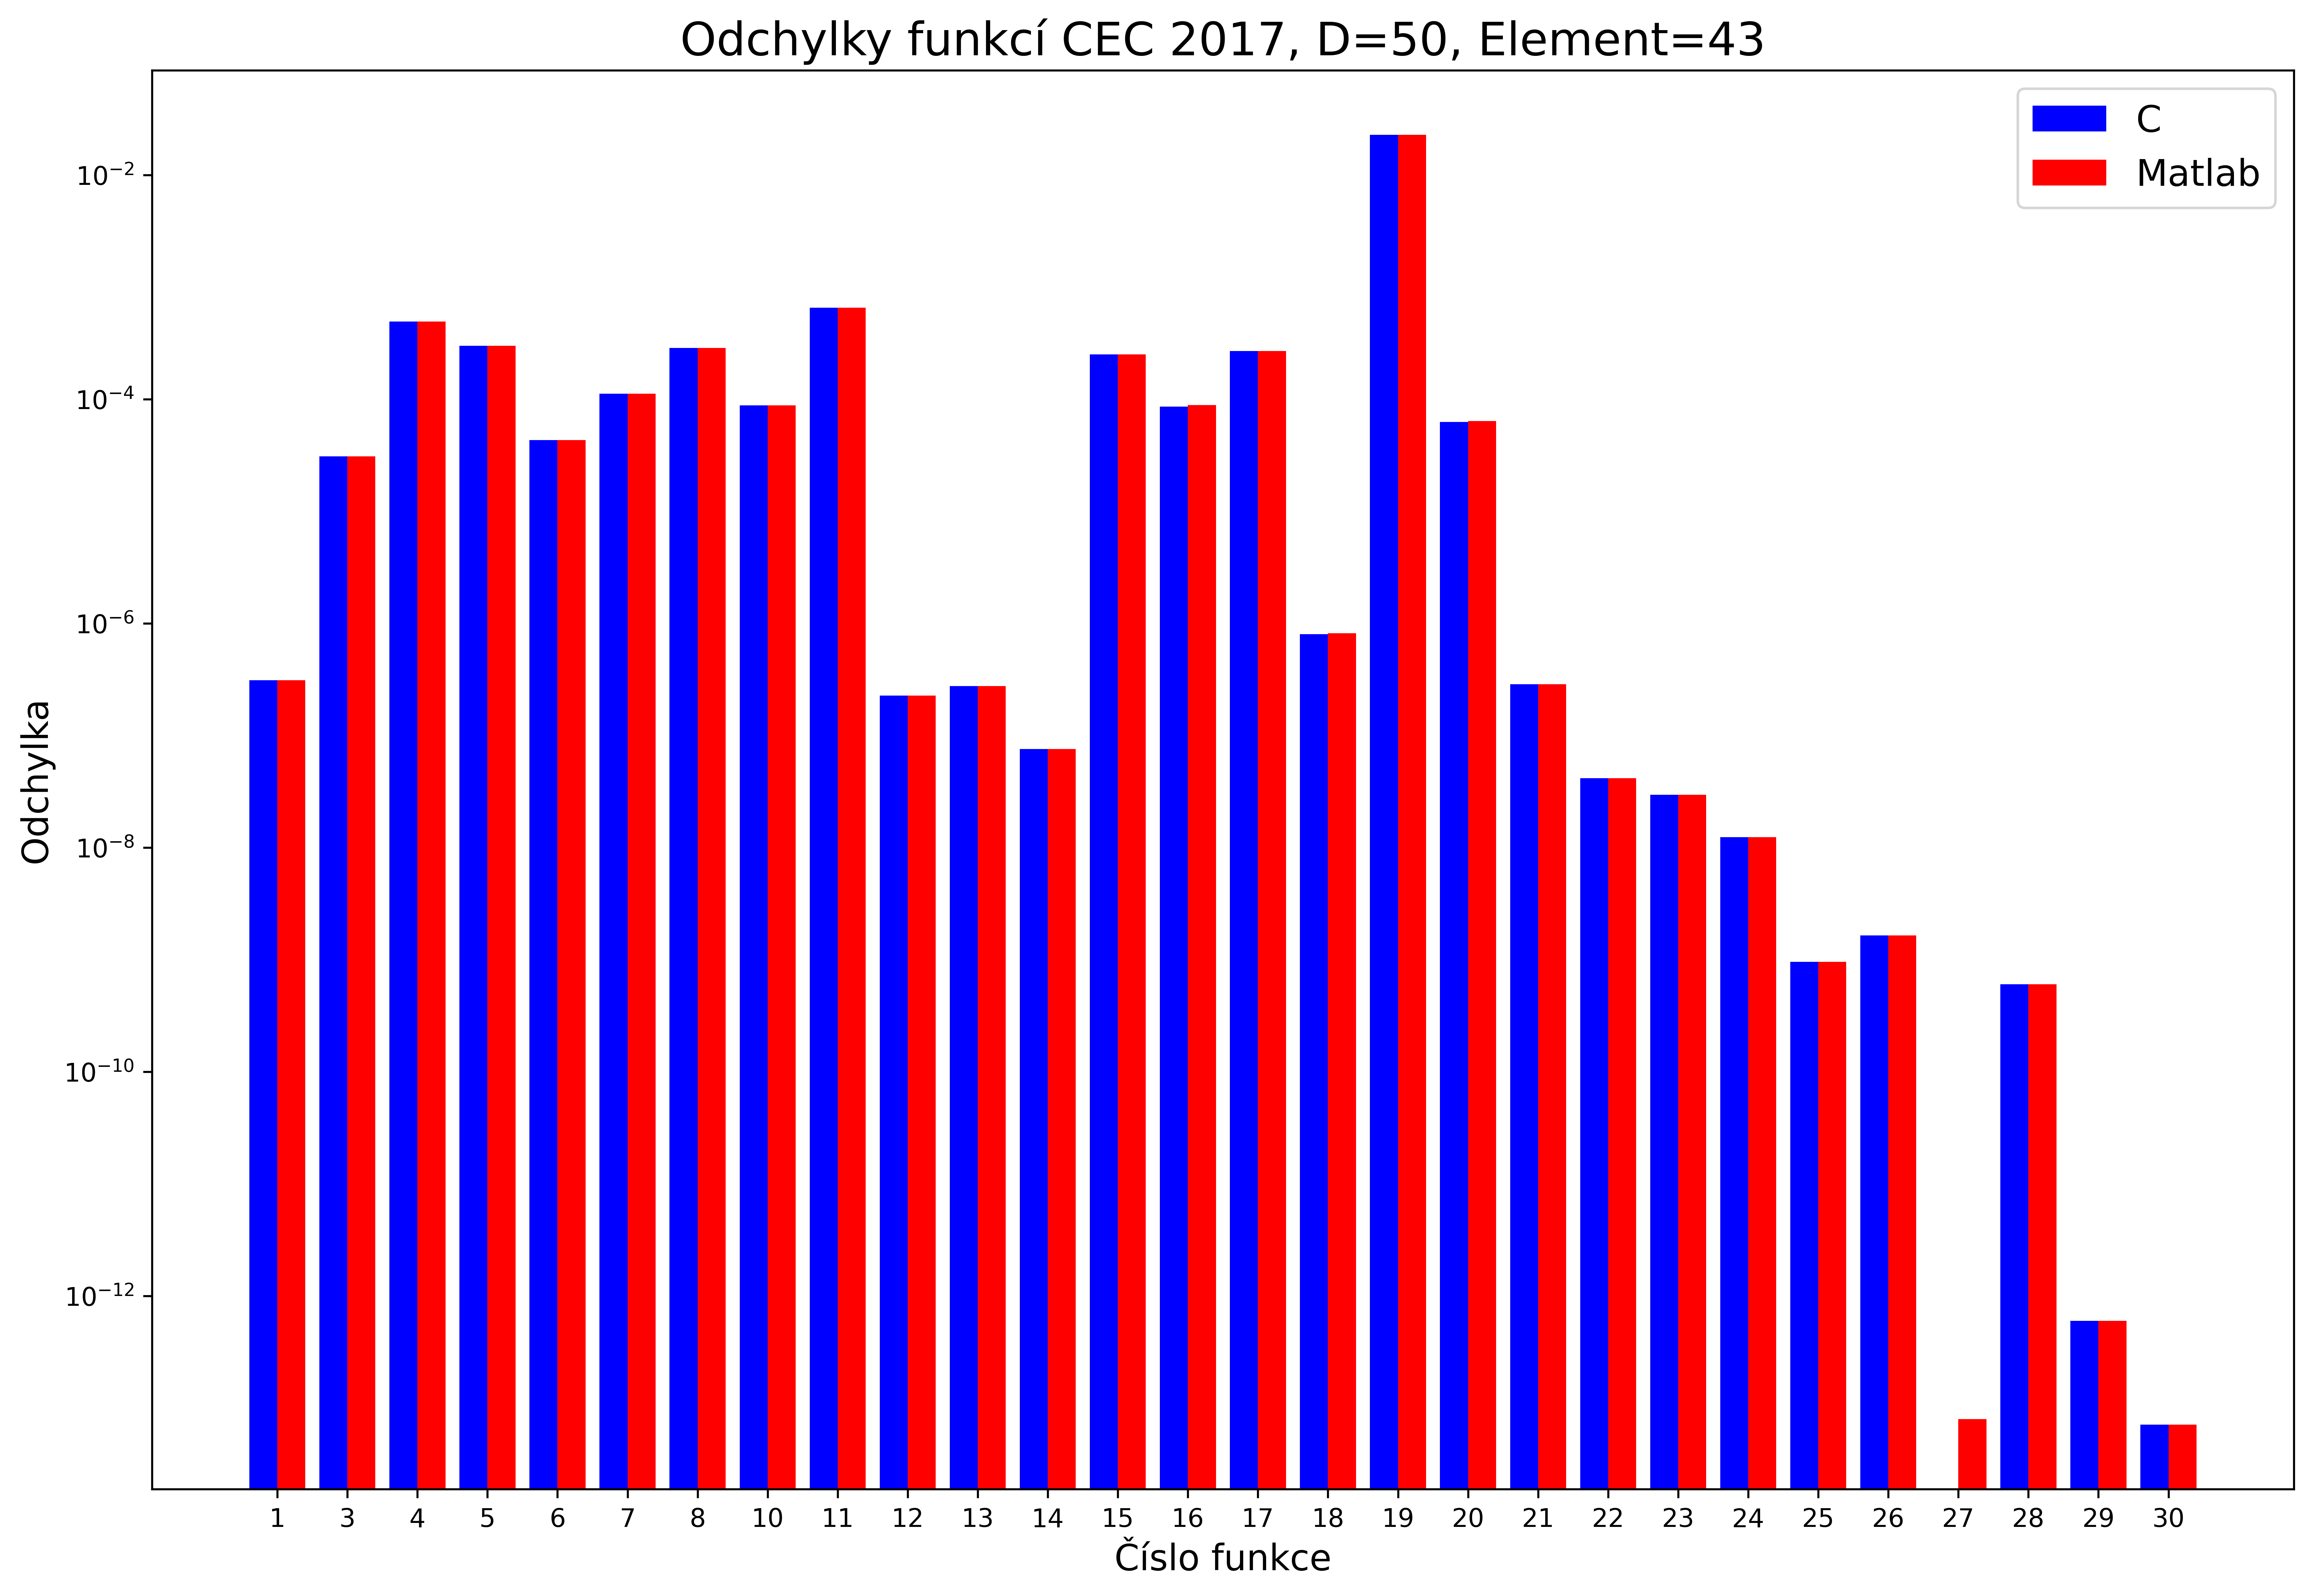 Odchylky funkcí CEC 2017, D=50, Element=43
C
Matlab
10⁻²
10⁻⁴
10⁻⁶
10⁻⁸
10⁻¹⁰
10⁻¹²
Odchylka
1 3 4 5 6 7 8 10 11 12 13 14 15 16 17 18 19 20 21 22 23 24 25 26 27 28 29 30
Číslo funkce